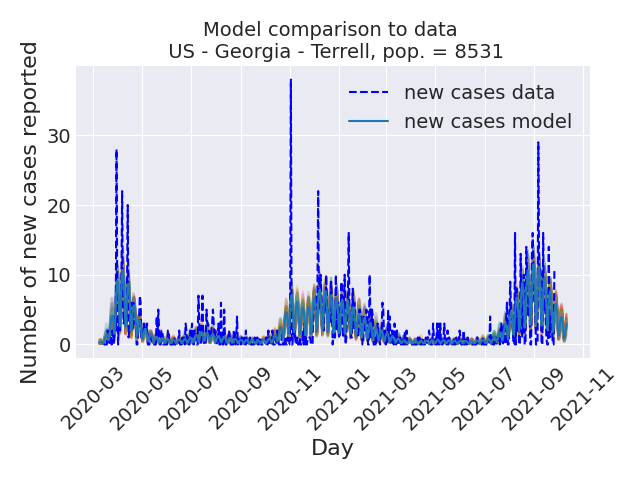 Model comparison to data
US - Georgia - Terrell, pop. = 8531
Number of new cases reported
30
20
10
0
new cases data
new cases model
2020-03
2020-05
2020-07
2020-09
2020-11
2021-01
2021-03
2021-05
2021-07
2021-09
2021-11
Day